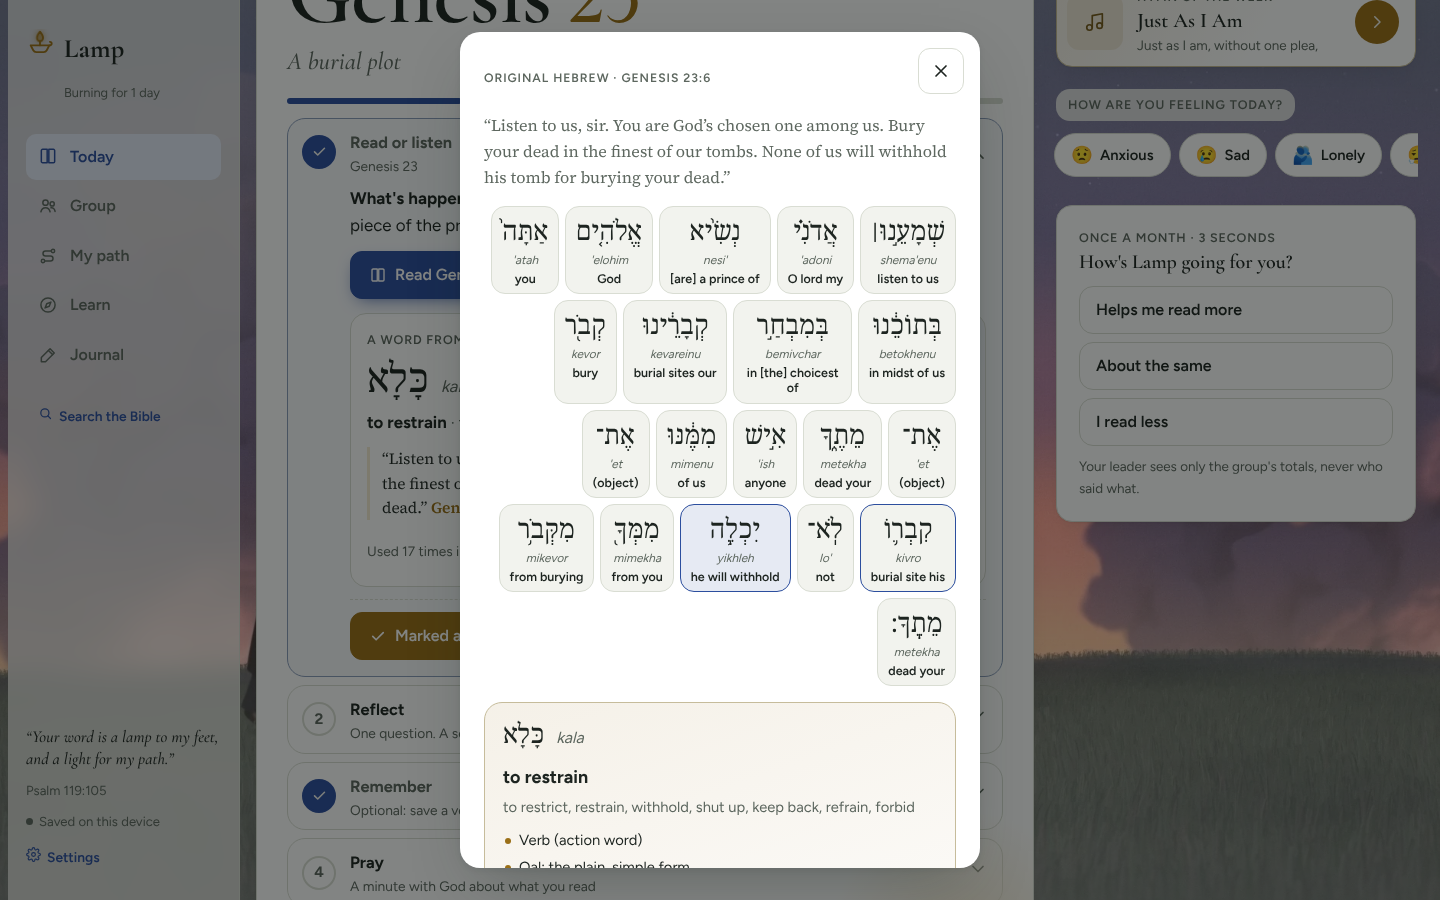 Lamp
Burning for 1 day
Today
Group
My path
Learn
Journal
Search the Bible
“Your word is a lamp to my feet,
and a light for my path.”
Psalm 119:105
Saved on this device
Settings
Genesis 23
A burial plot
Read or listen
Genesis 23
What's happen
piece of the pr
Read Gen
A WORD FROM
כָּלָא ka
to restrain ·
“Listen to u
the finest o
dead.” Gen
Used 17 times i
Marked a
2
Reflect
One question. A s
Remember
Optional: save a v
4
Pray
A minute with God about what you read
ORIGINAL HEBREW · GENESIS 23:6
“Listen to us, sir. You are God’s chosen one among us. Bury
your dead in the finest of our tombs. None of us will withhold
his tomb for burying your dead.”
שְׁמָעֵ֣נוּ׀ אֲדֹנִ֗י נְשִׂ֨יא אֱלֹהִ֤ים אַתָּה֙
shema'enu 'adoni nesi' 'elohim 'atah
listen to us O lord my [are] a prince of God you
בְּתוֹכֵ֔נוּ בְּמִבְחַ֣ר קְבָרֵ֔ינוּ קְבֹ֖ר
betokhenu bemivchar kevareinu kevor
in midst of us in [the] choicest of burial sites our bury
אֶת־ מֵתֶ֑ךָ אִ֣ישׁ מִמֶּ֔נּוּ אֶת־
'et metekha 'ish mimenu 'et
(object) dead your anyone of us (object)
קִבְר֛וֹ לֹֽא־ יִכְלֶ֥ה מִמְּךָ֖ מִקְּבֹ֥ר
kivro lo' yikhleh mimekha mikevor
burial site his not he will withhold from you from burying
מֵתֶֽךָ׃
metekha
dead your
כָּלָא kala
to restrain
to restrict, restrain, withhold, shut up, keep back, refrain, forbid
Verb (action word)
Qal: the plain, simple form
Just As I Am
Just as I am, without one plea,
HOW ARE YOU FEELING TODAY?
Anxious
Sad
Lonely
ONCE A MONTH · 3 SECONDS
How's Lamp going for you?
Helps me read more
About the same
I read less
Your leader sees only the group's totals, never who
said what.